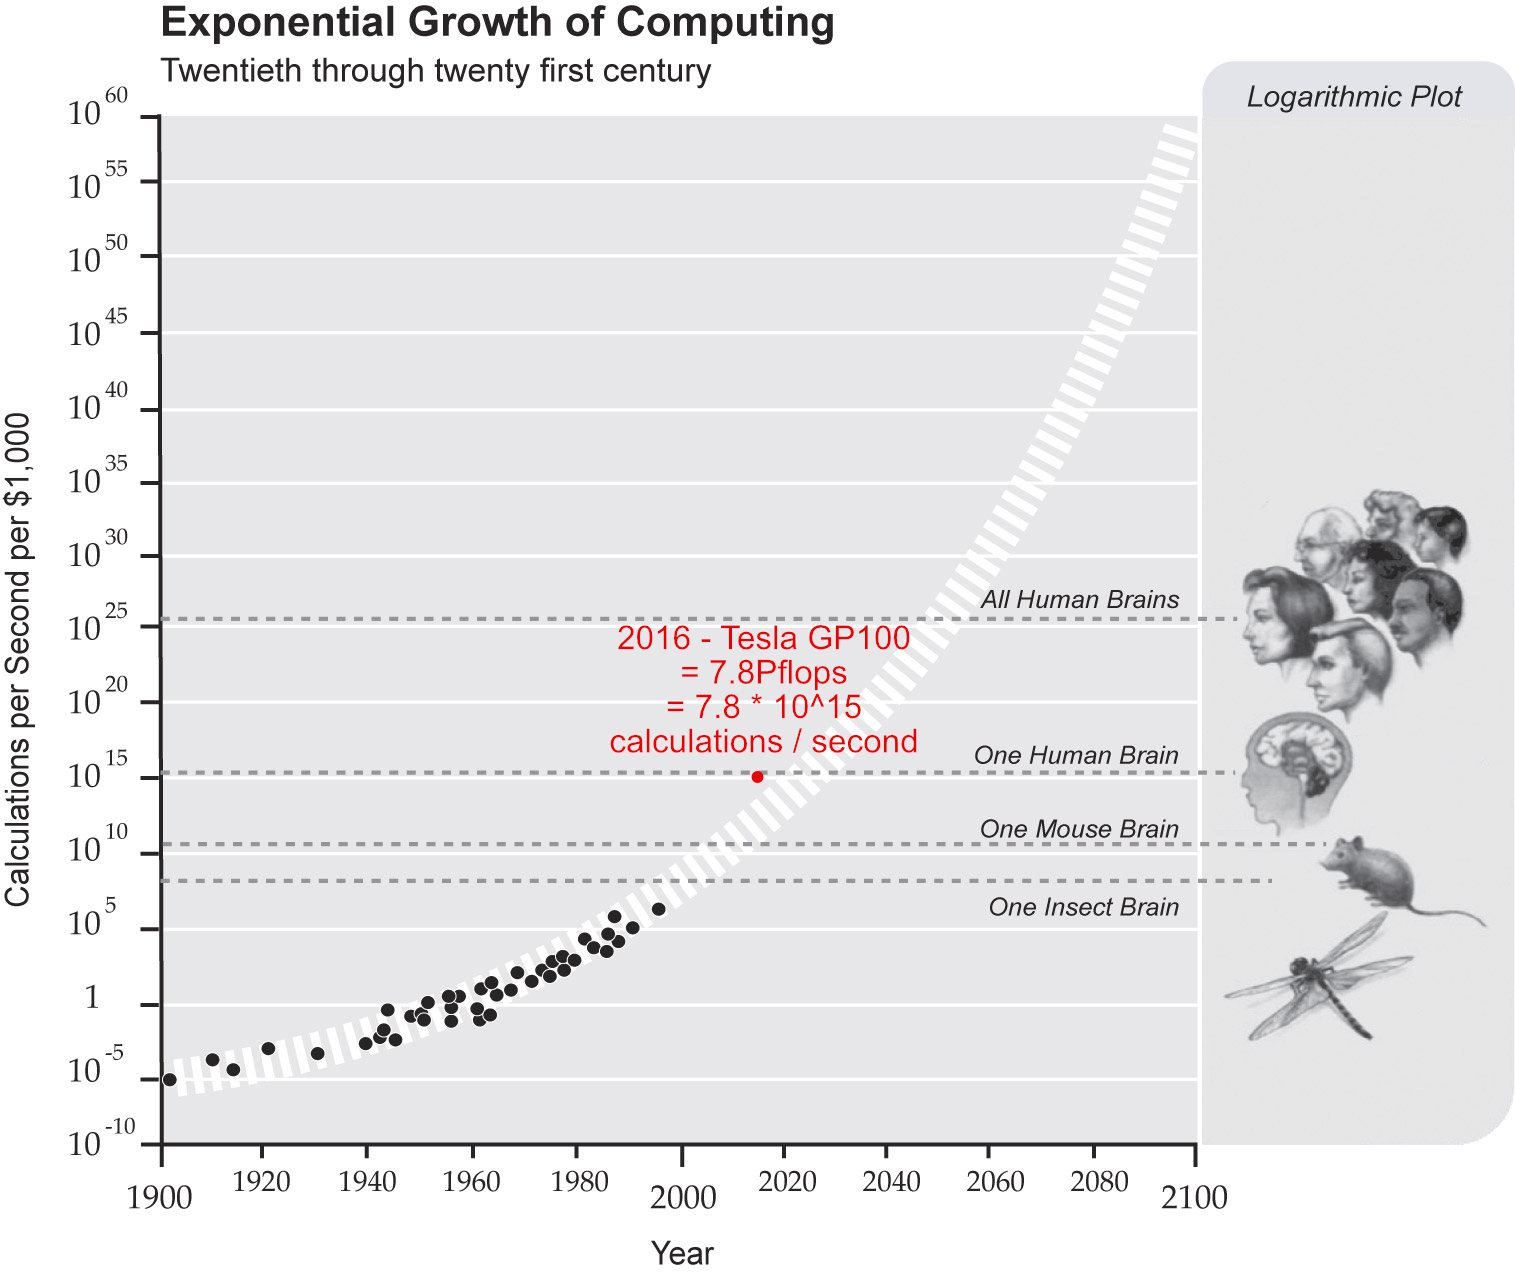 Exponential Growth of Computing
Twentieth through twenty first century
Logarithmic Plot
Calculations per Second per $1,000
10 60
10 55
10 50
10 45
10 40
10 35
10 30
10 25
10 20
10 15
10 10
10 5
1
10 -5
10 -10
All Human Brains
2016 - Tesla GP100
= 7.8Pflops
= 7.8 * 10^15
calculations / second
One Human Brain
One Mouse Brain
One Insect Brain
1900 1920 1940 1960 1980 2000 2020 2040 2060 2080 2100
Year